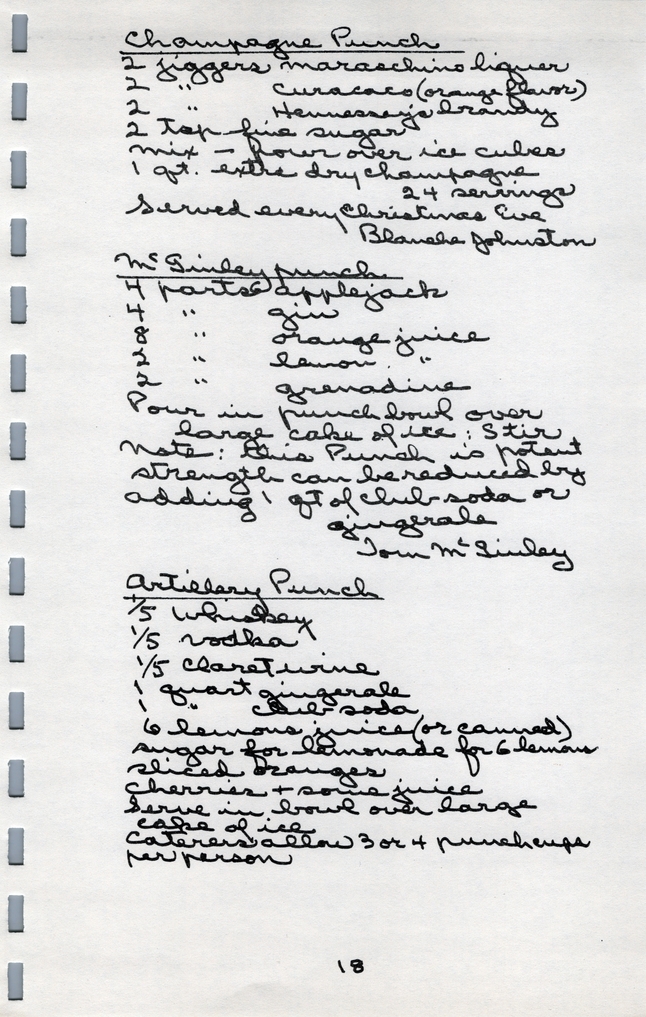 Champagne Punch
2 jiggers maraschino liquer
2 " Curacaco (orange flavor)
2 " Hennessey's brandy
2 tsp fine sugar
Mix - pour over ice cubes
1 qt. extra dry champagne
24 servings
Served every Christmas Eve
Blanche Johnston
McGinley punch
4 parts applejack
4 " gin
8 " orange juice
2 " lemon "
2 " grenadine
Pour in punch bowl over
large cake of ice : Stir
Note: this Punch is potent
strength can be reduced by
adding 1 qt of club soda or
gingerale
Tom McGinley
Artillery Punch
1/5 whiskey
1/5 vodka
1/5 claret wine
1 quart gingerale
1 " club soda
6 lemons juice (or canned)
sugar for lemonade for 6 lemons
sliced oranges
cherries + some juice
Serve in bowl over large
cake of ice
Caterers allow 3 or 4 punch cups
per person
18